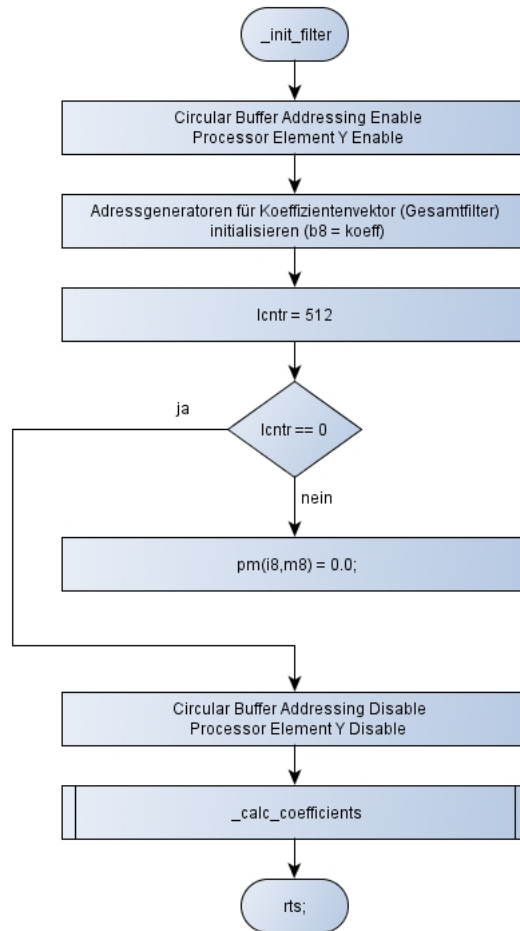 _init_filter
Circular Buffer Addressing Enable
Processor Element Y Enable
Adressgeneratoren für Koeffizientenvektor (Gesamtfilter)
initialisieren (b8 = koeff)
lcntr = 512
ja
lcntr == 0
nein
pm(i8,m8) = 0.0;
Circular Buffer Addressing Disable
Processor Element Y Disable
_calc_coefficients
rts;